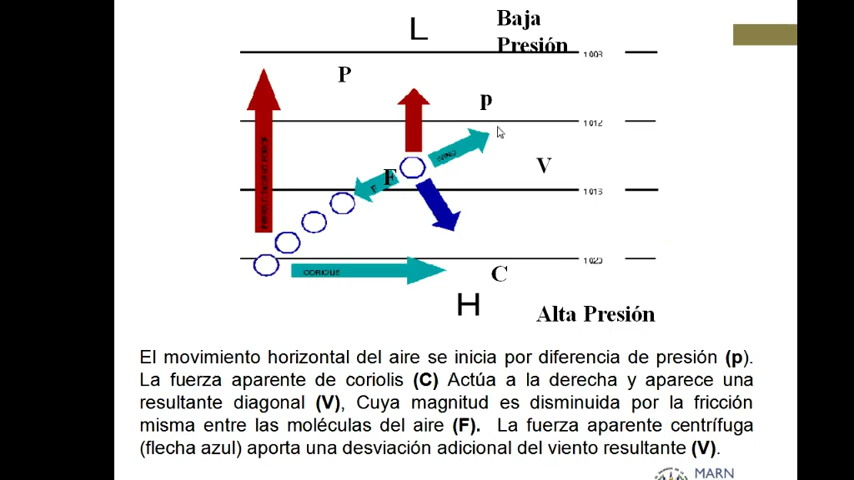 L
Baja
Presión
1008
P
p
1012
WIND
V
F
F
1016
CORIOLIS
C
1020
H
Alta Presión
El movimiento horizontal del aire se inicia por diferencia de presión (p).
La fuerza aparente de coriolis (C) Actúa a la derecha y aparece una
resultante diagonal (V), Cuya magnitud es disminuida por la fricción
misma entre las moléculas del aire (F). La fuerza aparente centrífuga
(flecha azul) aporta una desviación adicional del viento resultante (V).
MARN